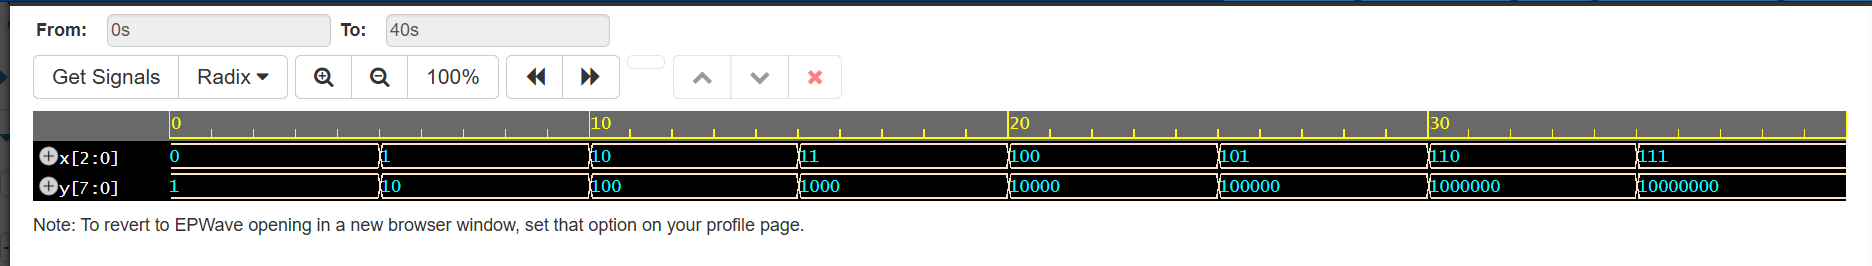 From: 0s To: 40s
Get Signals Radix 100%
0 10 20 30
x[2:0] 0 1 10 11 100 101 110 111
y[7:0] 1 10 100 1000 10000 100000 1000000 10000000
Note: To revert to EPWave opening in a new browser window, set that option on your profile page.